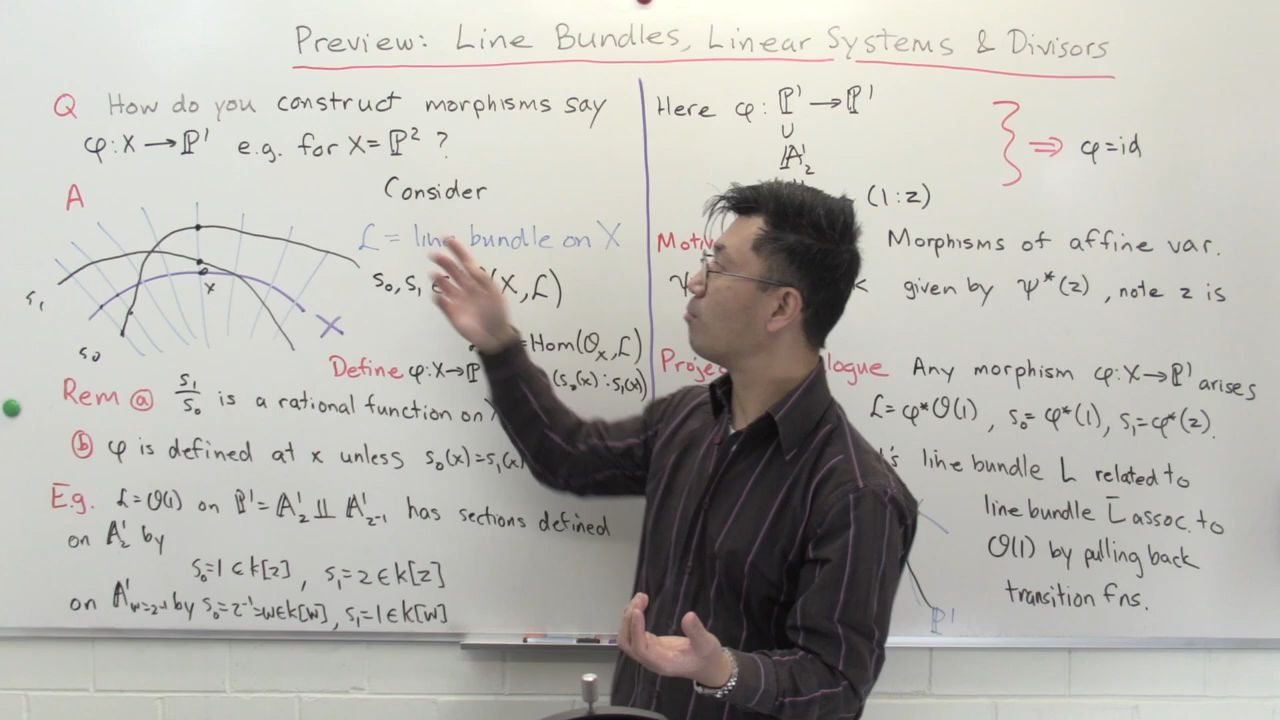 Preview: Line Bundles, Linear Systems & Divisors
Q How do you construct morphisms say
φ: X → ℙ¹ e.g. for X = ℙ² ?
A
Consider
ℒ = line bundle on X
s₀, s₁ (X, ℒ)
= Hom(𝒪ₓ, ℒ)
s₁
s₀
x
X
Define φ: X → ℙ
(s₀(x) : s₁(x))
Rem ⓐ s₁/s₀ is a rational function on
ⓑ φ is defined at x unless s₀(x) = s₁(x)
E.g. ℒ = 𝒪(1) on ℙ¹ = 𝔸¹_z ⨿ 𝔸¹_z⁻¹ has sections defined
on 𝔸¹_z by
s₀ = 1 ∈ k[z], s₁ = z ∈ k[z]
on 𝔸¹_w=z⁻¹ by s₀ = z⁻¹ = w ∈ k[w], s₁ = 1 ∈ k[w]
Here φ: ℙ¹ → ℙ¹
∪
𝔸¹_z
(1:z)
} ⇒ φ = id
Morphisms of affine var.
ψ given by ψ*(z), note z is
Any morphism φ: X → ℙ¹ arises
ℒ = φ*𝒪(1), s₀ = φ*(1), s₁ = φ*(z).
line bundle L related to
line bundle L̄ assoc. to
𝒪(1) by pulling back
transition fns.
ℙ¹